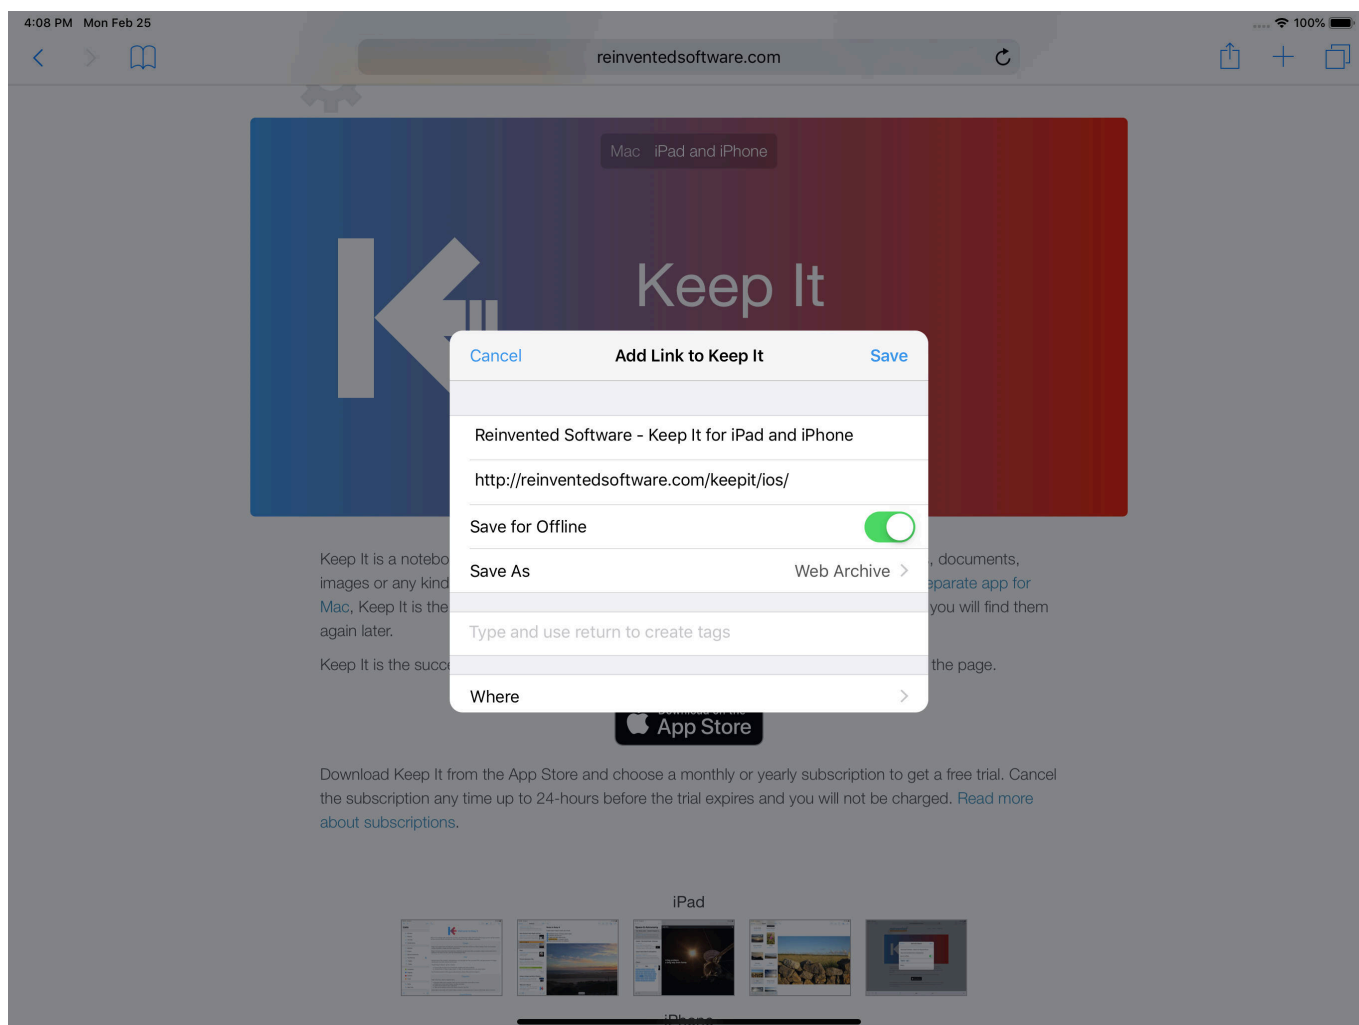 4:08 PM Mon Feb 25
100%
reinventedsoftware.com
Mac iPad and iPhone
Keep It
Cancel
Add Link to Keep It
Save
Reinvented Software - Keep It for iPad and iPhone
http://reinventedsoftware.com/keepit/ios/
Save for Offline
Save As
Web Archive
Type and use return to create tags
Where
Keep It is a , documents,
images or any kind app for
Mac, Keep It is the you will find them
again later.
Keep It is the the page.
App Store
Download Keep It from the App Store and choose a monthly or yearly subscription to get a free trial. Cancel
the subscription any time up to 24-hours before the trial expires and you will not be charged. Read more
about subscriptions.
iPad